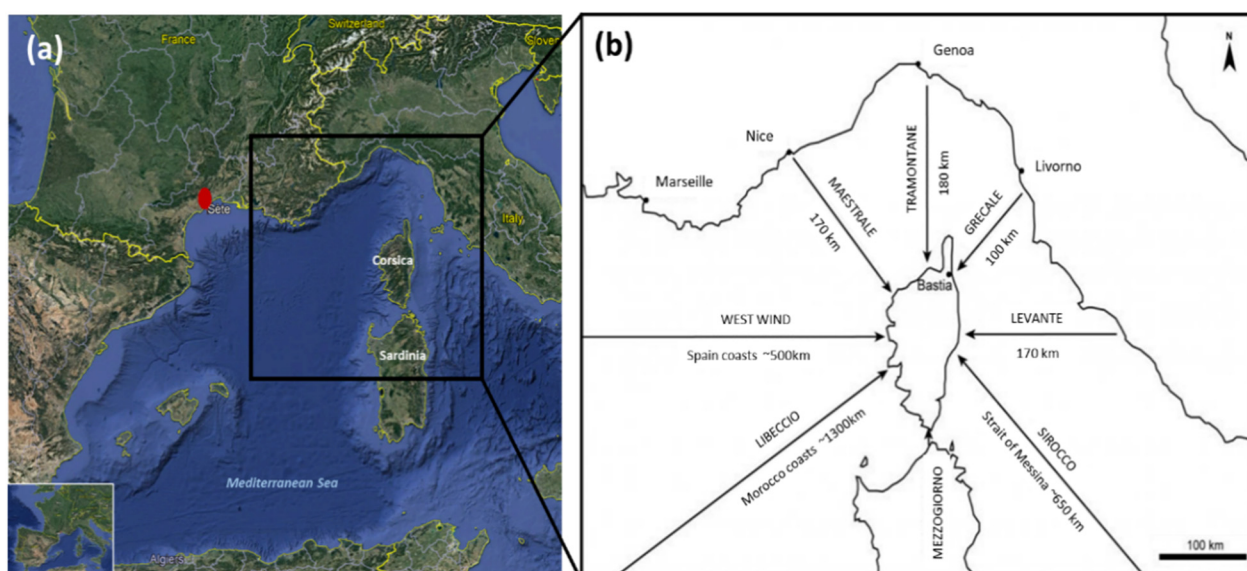 (a)
France
Switzerland
Slove
Sète
Italy
Corsica
Sardinia
Mediterranean Sea
Algiers
(b)
N
Genoa
Nice
Marseille
Livorno
MAESTRALE
170 km
TRAMONTANE
180 km
GRECALE
100 km
Bastia
WEST WIND
Spain coasts ~500km
LEVANTE
170 km
LIBECCIO
Morocco coasts ~1300km
MEZZOGIORNO
SIROCCO
Strait of Messina ~650 km
100 km